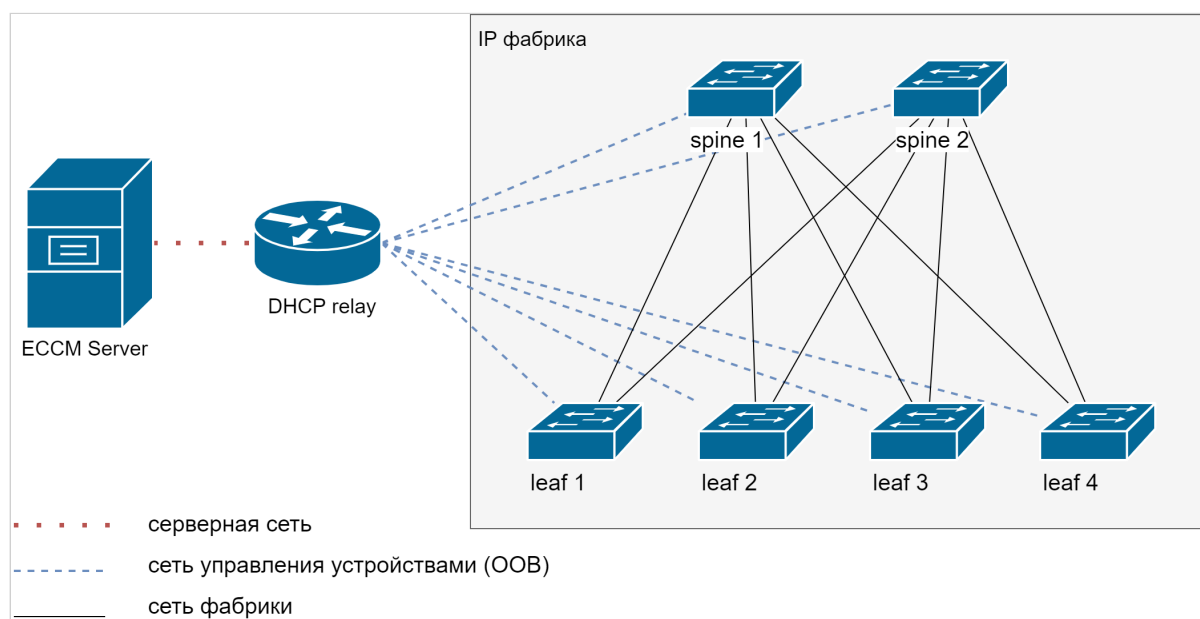 IP фабрика
spine 1
spine 2
DHCP relay
ECCM Server
leaf 1
leaf 2
leaf 3
leaf 4
серверная сеть
сеть управления устройствами (OOB)
сеть фабрики